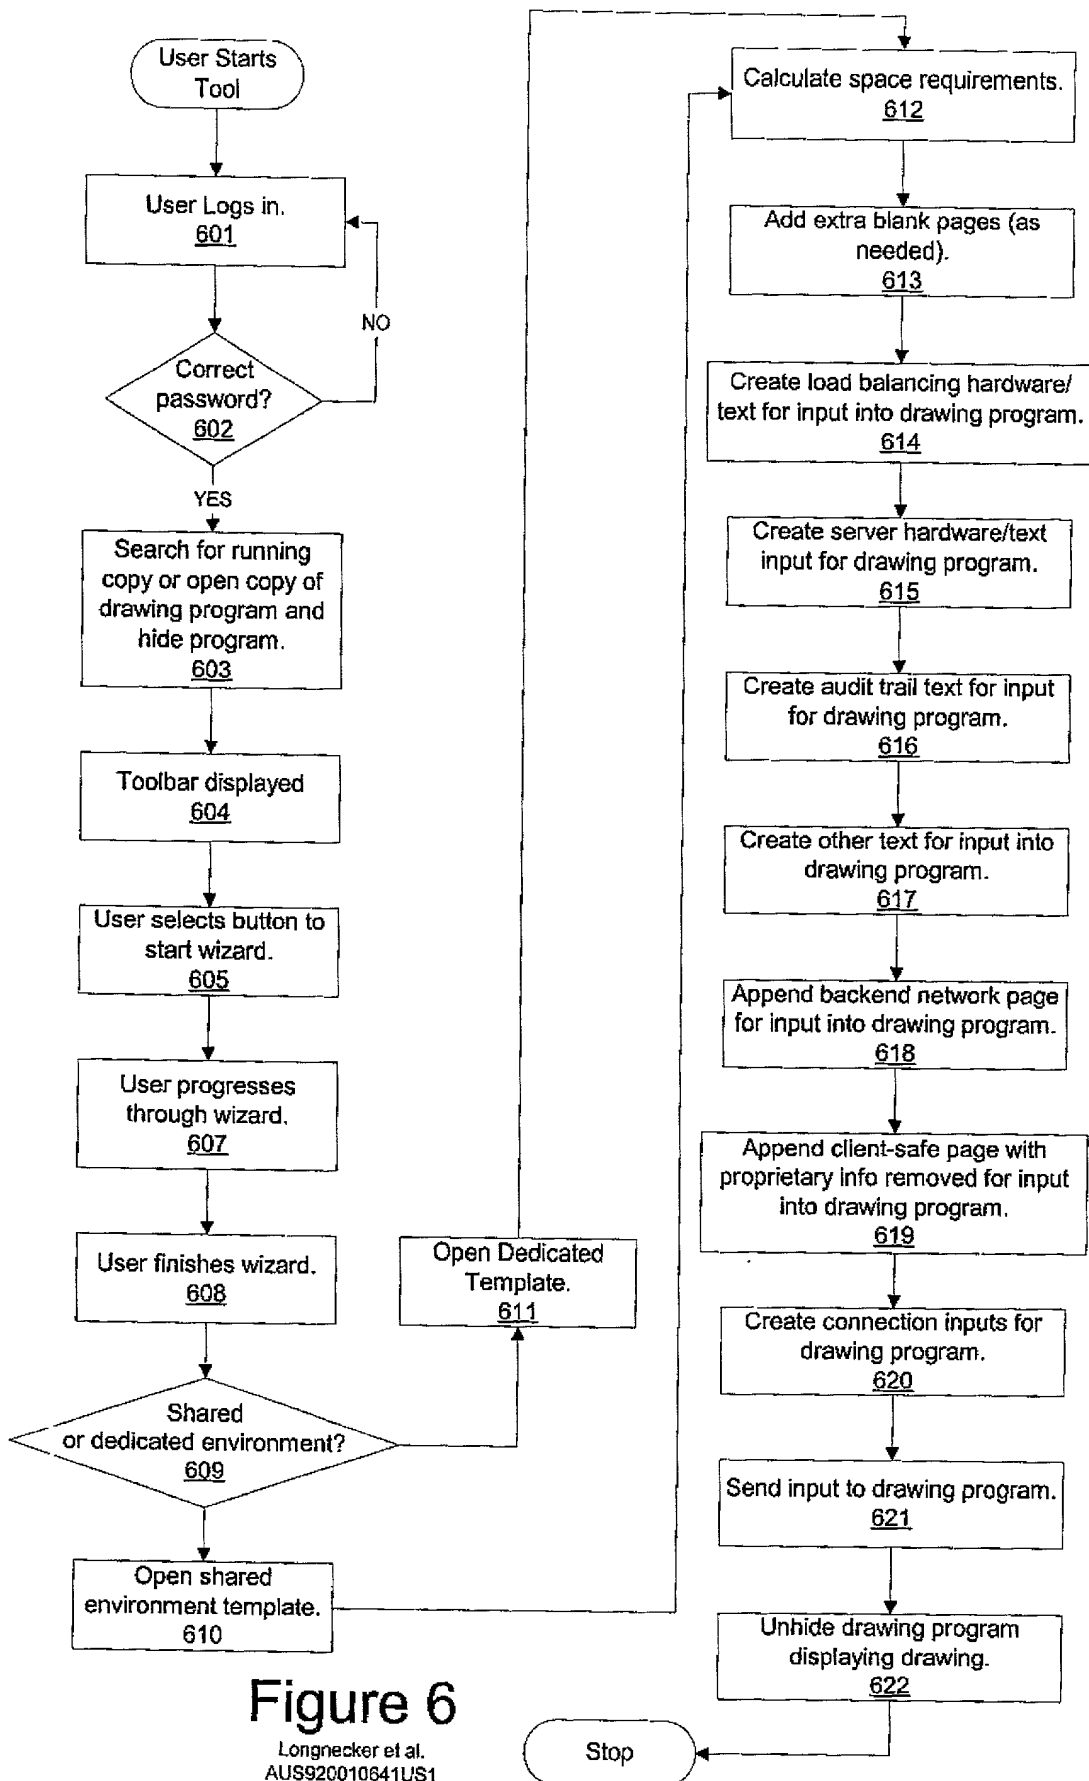 User Starts
Tool
User Logs in.
601
NO
Correct
password?
602
YES
Search for running
copy or open copy of
drawing program and
hide program.
603
Toolbar displayed
604
User selects button to
start wizard.
605
User progresses
through wizard.
607
User finishes wizard.
608
Shared
or dedicated environment?
609
Open shared
environment template.
610
Open Dedicated
Template.
611
Calculate space requirements.
612
Add extra blank pages (as
needed).
613
Create load balancing hardware/
text for input into drawing program.
614
Create server hardware/text
input for drawing program.
615
Create audit trail text for input
for drawing program.
616
Create other text for input into
drawing program.
617
Append backend network page
for input into drawing program.
618
Append client-safe page with
proprietary info removed for input
into drawing program.
619
Create connection inputs for
drawing program.
620
Send input to drawing program.
621
Unhide drawing program
displaying drawing.
622
Stop
Figure 6
Longnecker et al.
AUS920010641US1